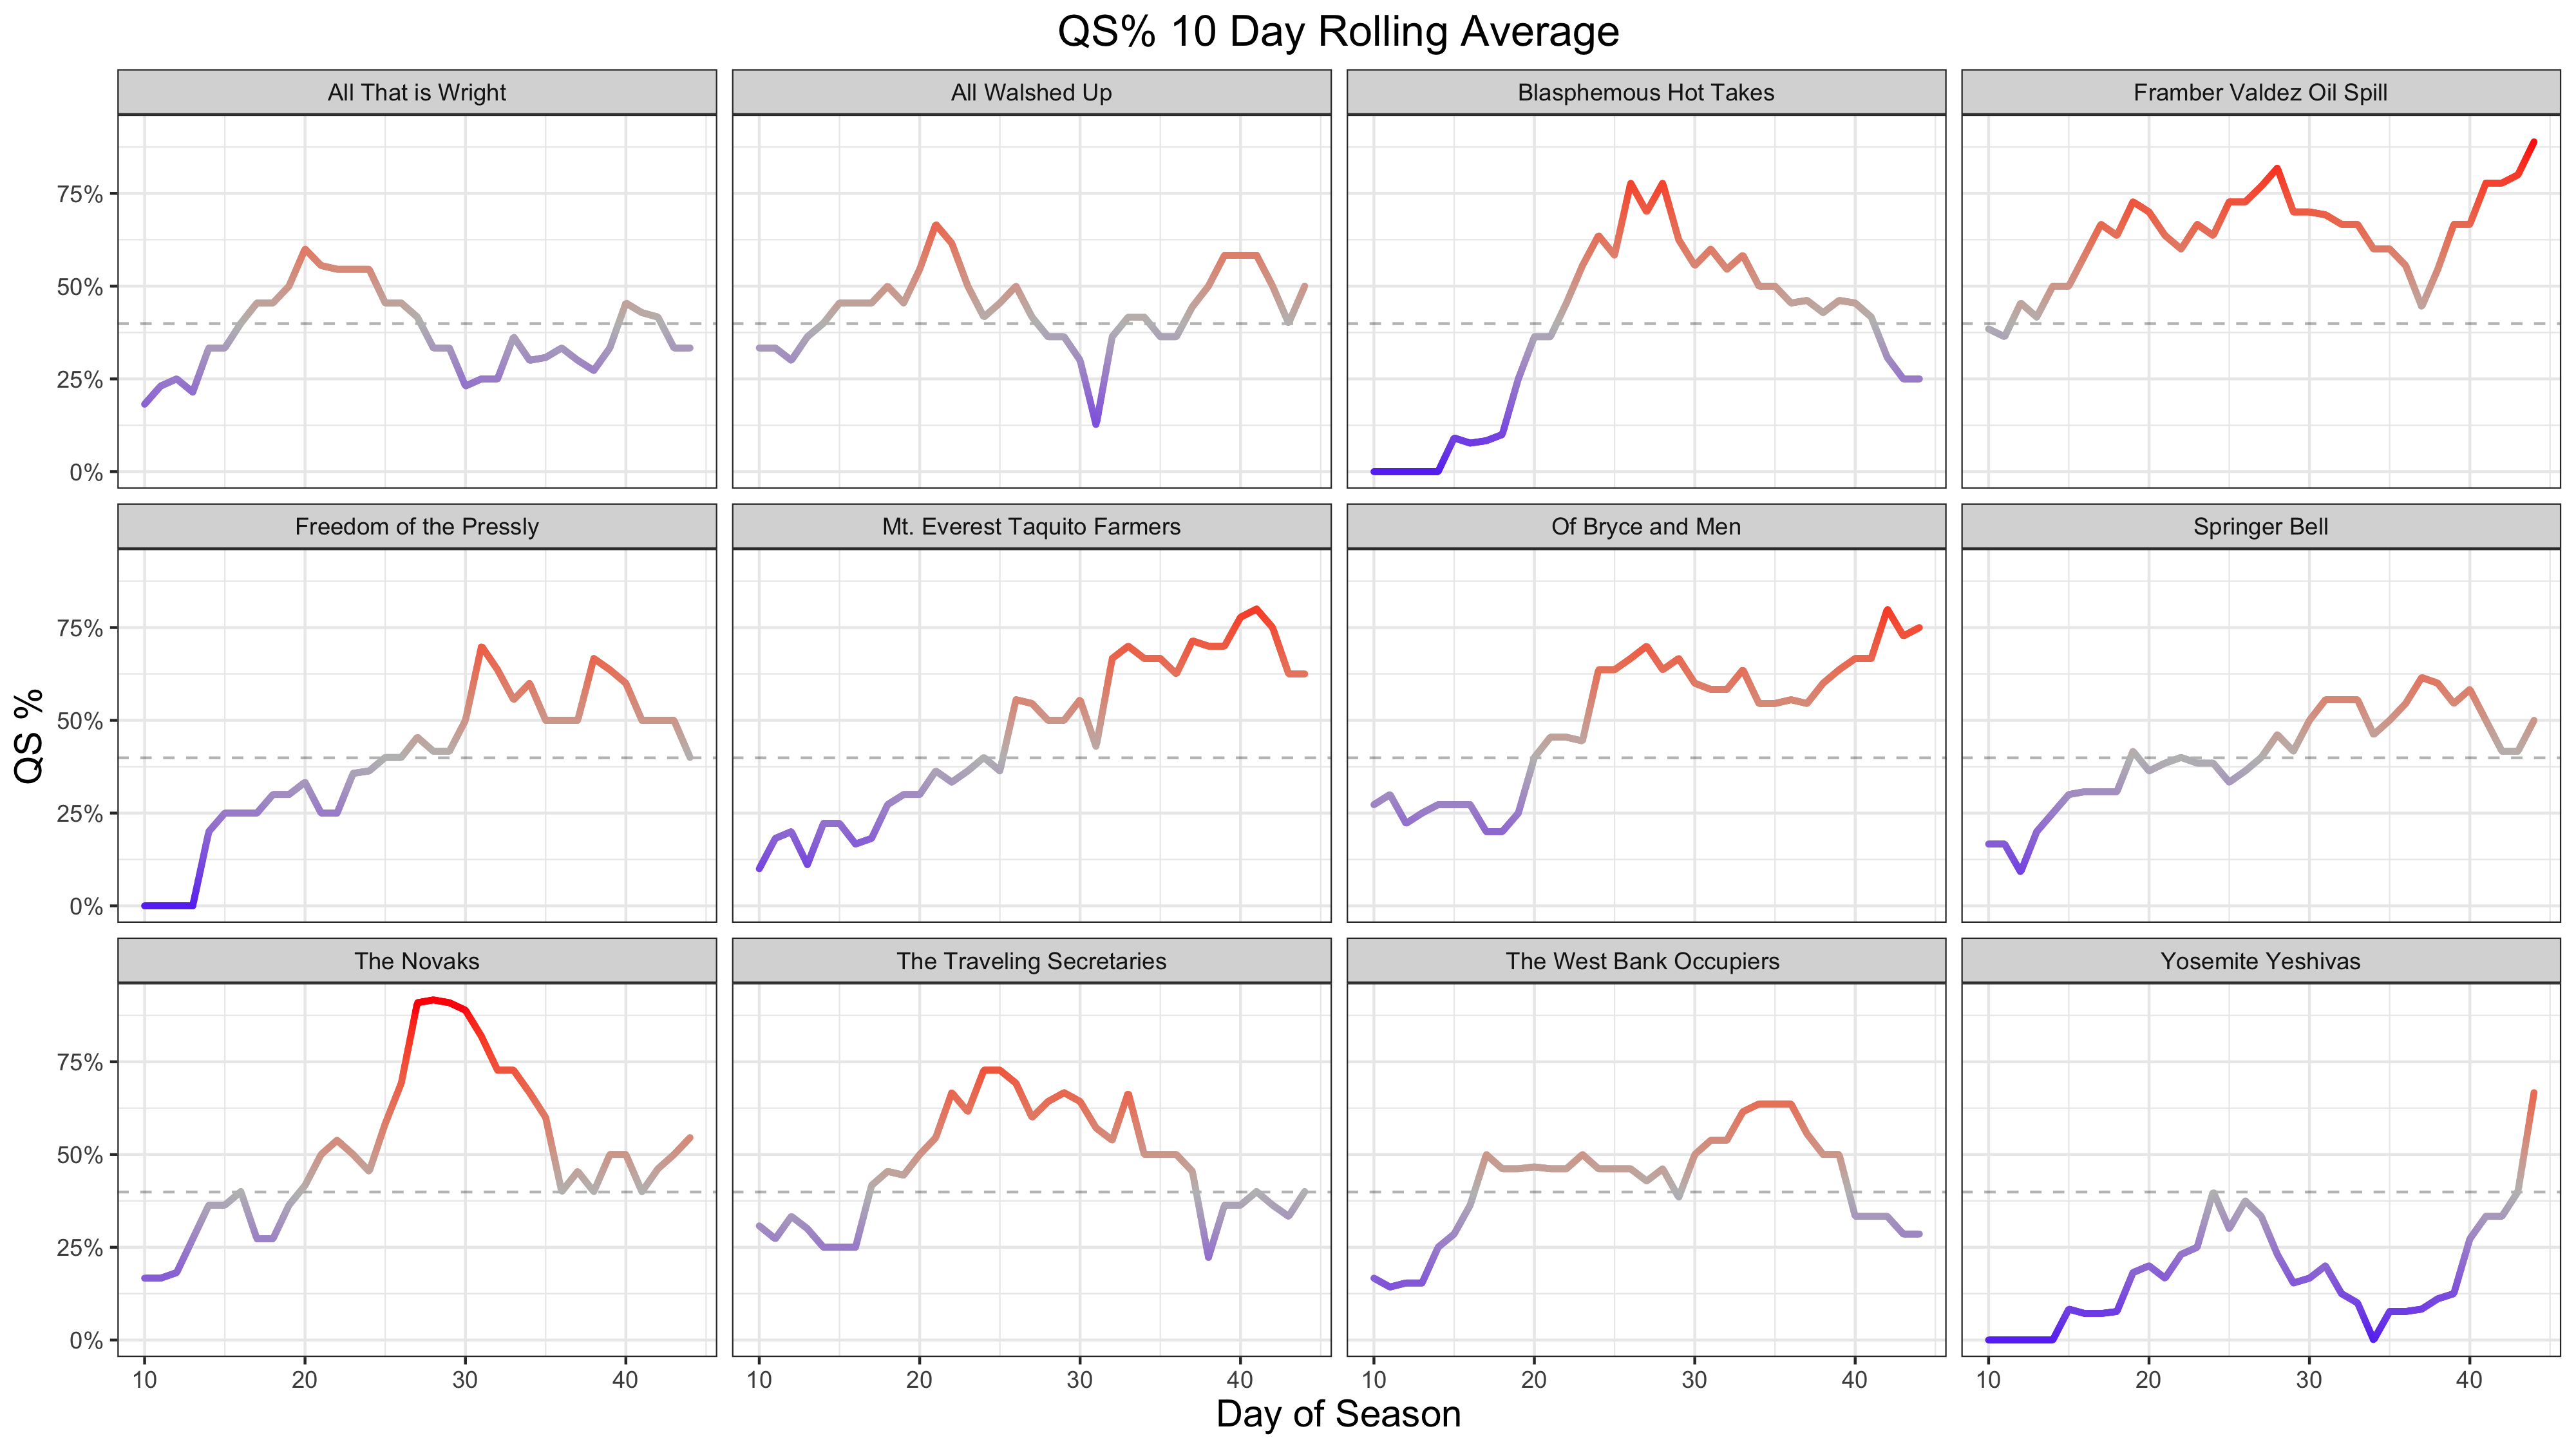 QS% 10 Day Rolling Average
All That is Wright
All Walshed Up
Blasphemous Hot Takes
Framber Valdez Oil Spill
75%
50%
25%
0%
Freedom of the Pressly
Mt. Everest Taquito Farmers
Of Bryce and Men
Springer Bell
75%
50%
25%
0%
QS %
The Novaks
The Traveling Secretaries
The West Bank Occupiers
Yosemite Yeshivas
75%
50%
25%
0%
10 20 30 40
10 20 30 40
10 20 30 40
10 20 30 40
Day of Season